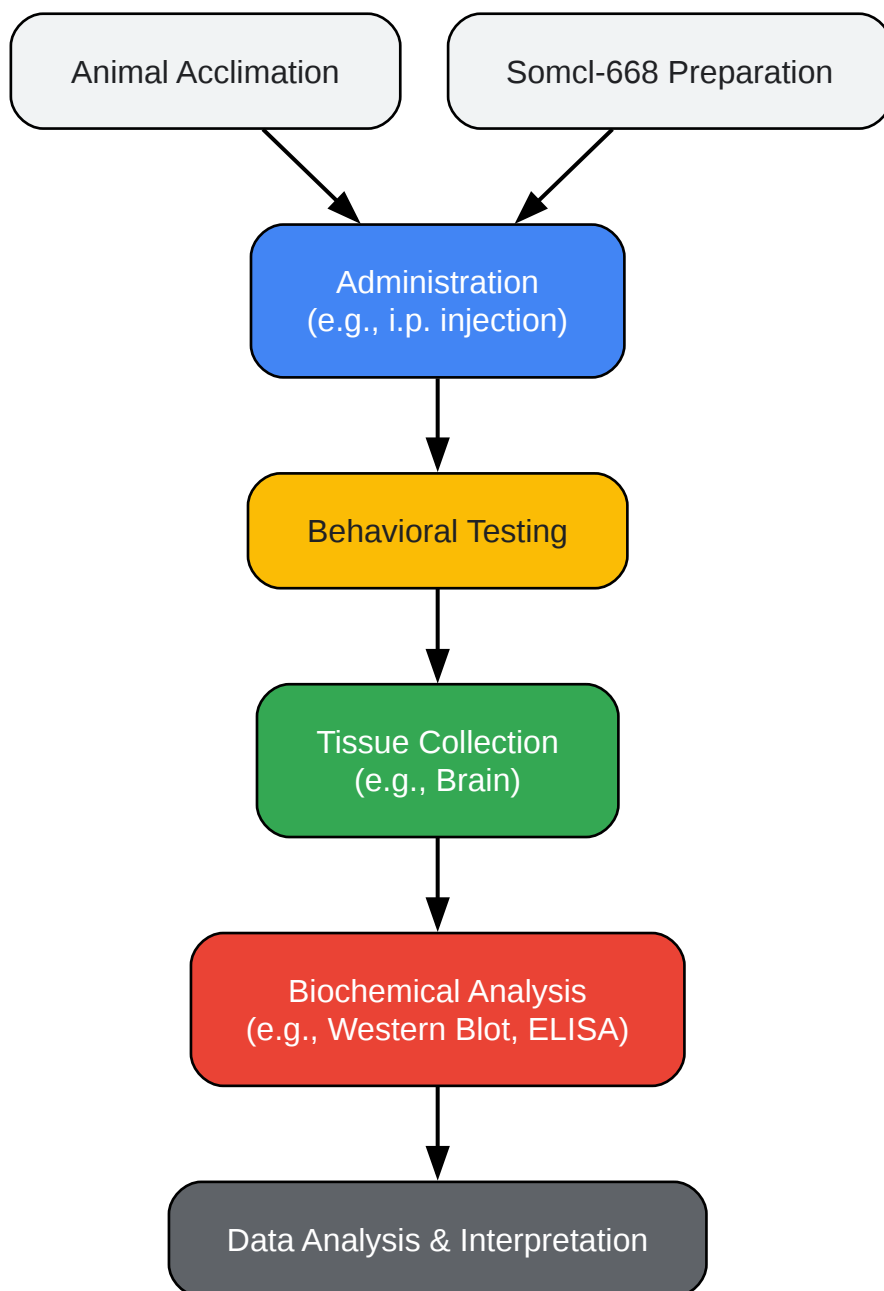 Animal Acclimation
Somcl-668 Preparation
Administration
(e.g., i.p. injection)
Behavioral Testing
Tissue Collection
(e.g., Brain)
Biochemical Analysis
(e.g., Western Blot, ELISA)
Data Analysis & Interpretation